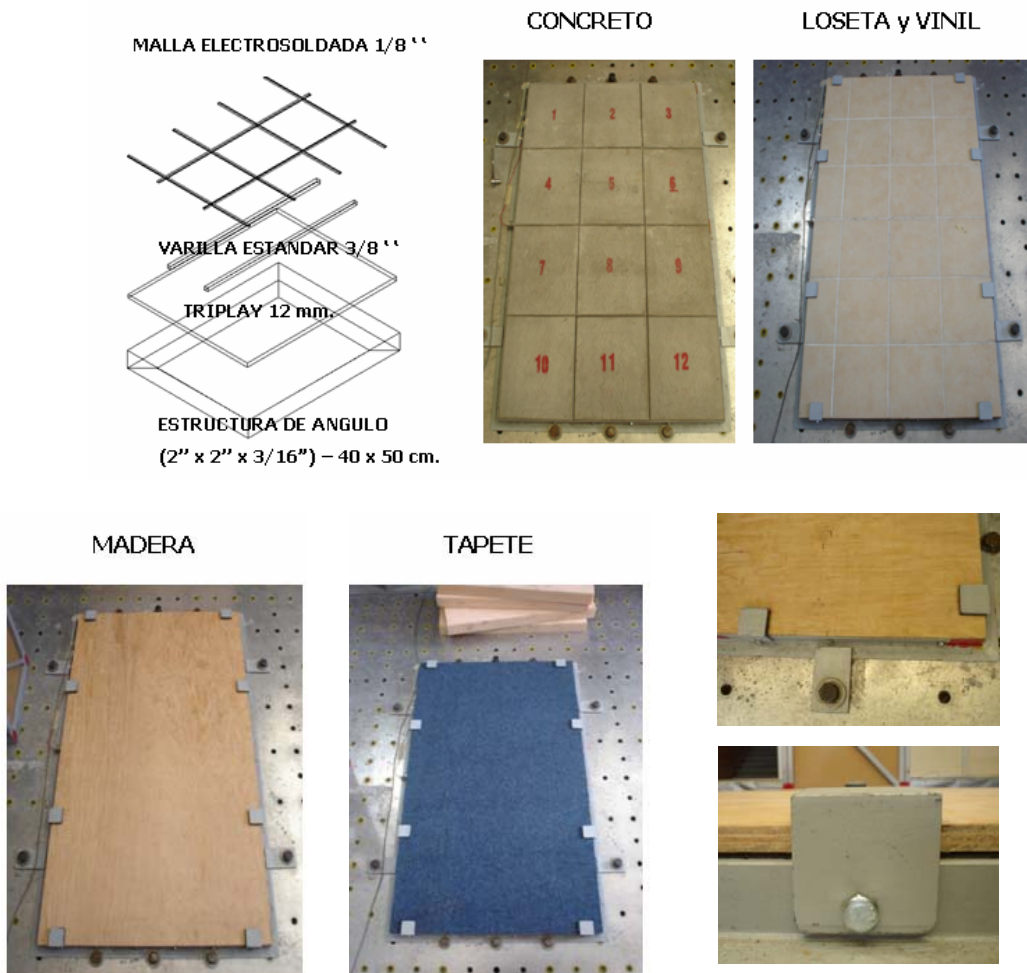 MALLA ELECTROSOLDADA 1/8 ‘‘
VARILLA ESTANDAR 3/8 ‘‘
TRIPLAY 12 mm.
ESTRUCTURA DE ANGULO
(2” x 2” x 3/16”) – 40 x 50 cm.
CONCRETO
1 2 3
4 5 6
7 8 9
10 11 12
LOSETA y VINIL
MADERA
TAPETE